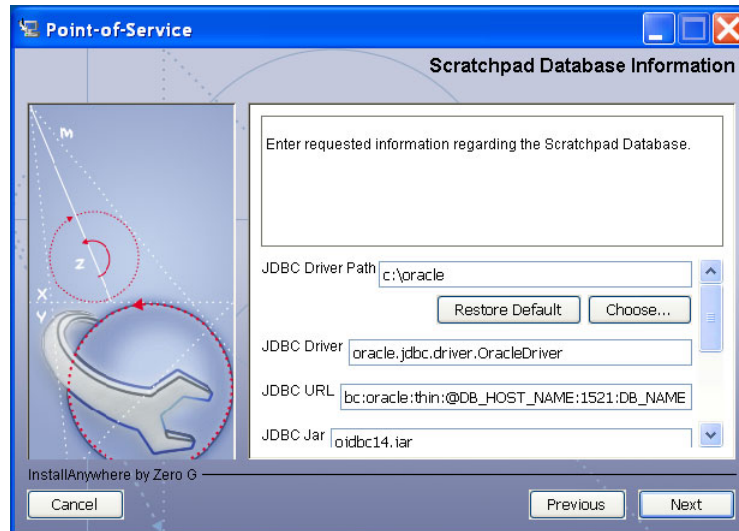 Point-of-Service
Scratchpad Database Information
M
Z
X
Y
Enter requested information regarding the Scratchpad Database.
JDBC Driver Path c:\oracle
Restore Default Choose...
JDBC Driver oracle.jdbc.driver.OracleDriver
JDBC URL bc:oracle:thin:@DB_HOST_NAME:1521:DB_NAME
JDBC Jar ojdbc14.jar
InstallAnywhere by Zero G
Cancel Previous Next